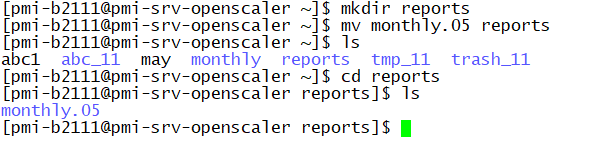 [pmi-b2111@pmi-srv-openscaler ~]$ mkdir reports
[pmi-b2111@pmi-srv-openscaler ~]$ mv monthly.05 reports
[pmi-b2111@pmi-srv-openscaler ~]$ ls
abc1  abc_11  may  monthly  reports  tmp_11  trash_11
[pmi-b2111@pmi-srv-openscaler ~]$ cd reports
[pmi-b2111@pmi-srv-openscaler reports]$ ls
monthly.05
[pmi-b2111@pmi-srv-openscaler reports]$